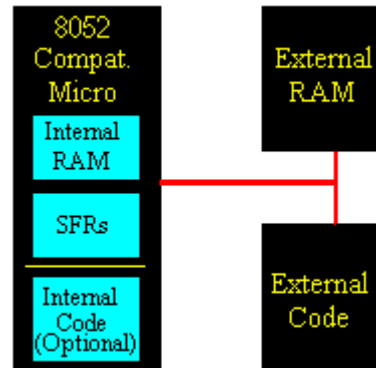 8052
Compat.
Micro
Internal
RAM
SFRs
Internal
Code
(Optional)
External
RAM
External
Code